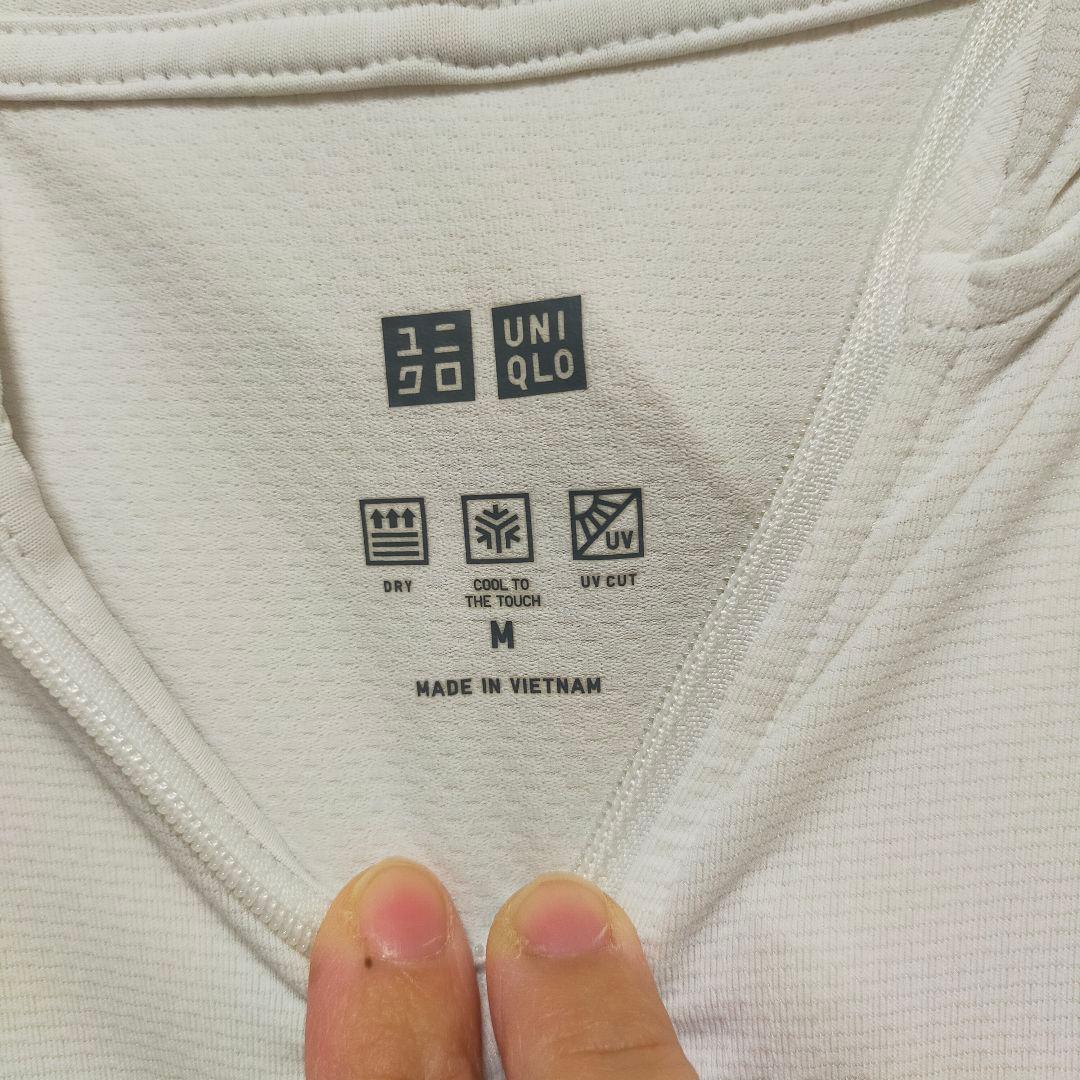 ユニ
クロ
UNI
QLO
UV
DRY
COOL TO
THE TOUCH
UV CUT
M
MADE IN VIETNAM